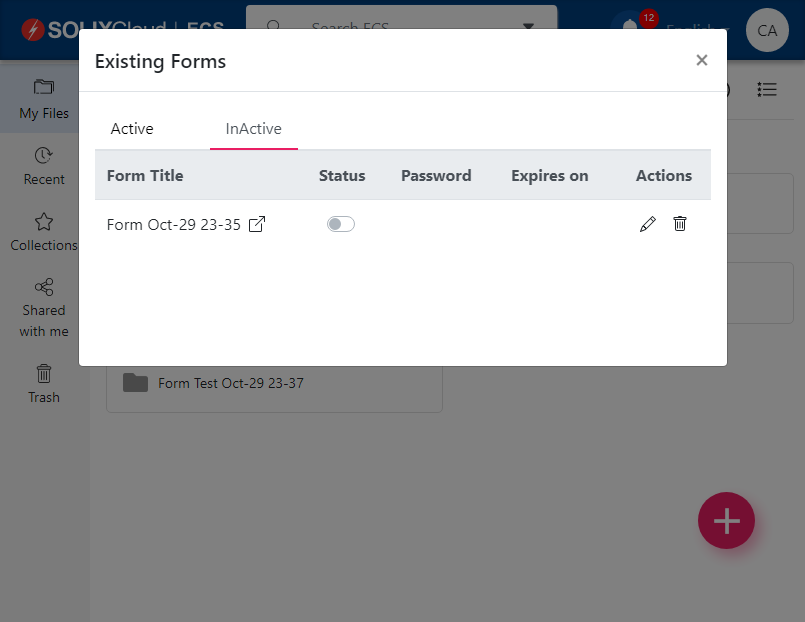 SOLIXCloud | ECS
Search ECS
12
English
CA
Existing Forms
×
My Files
Recent
Collections
Shared
with me
Trash
Active
InActive
Form Title Status Password Expires on Actions
Form Oct-29 23-35
Form Test Oct-29 23-37